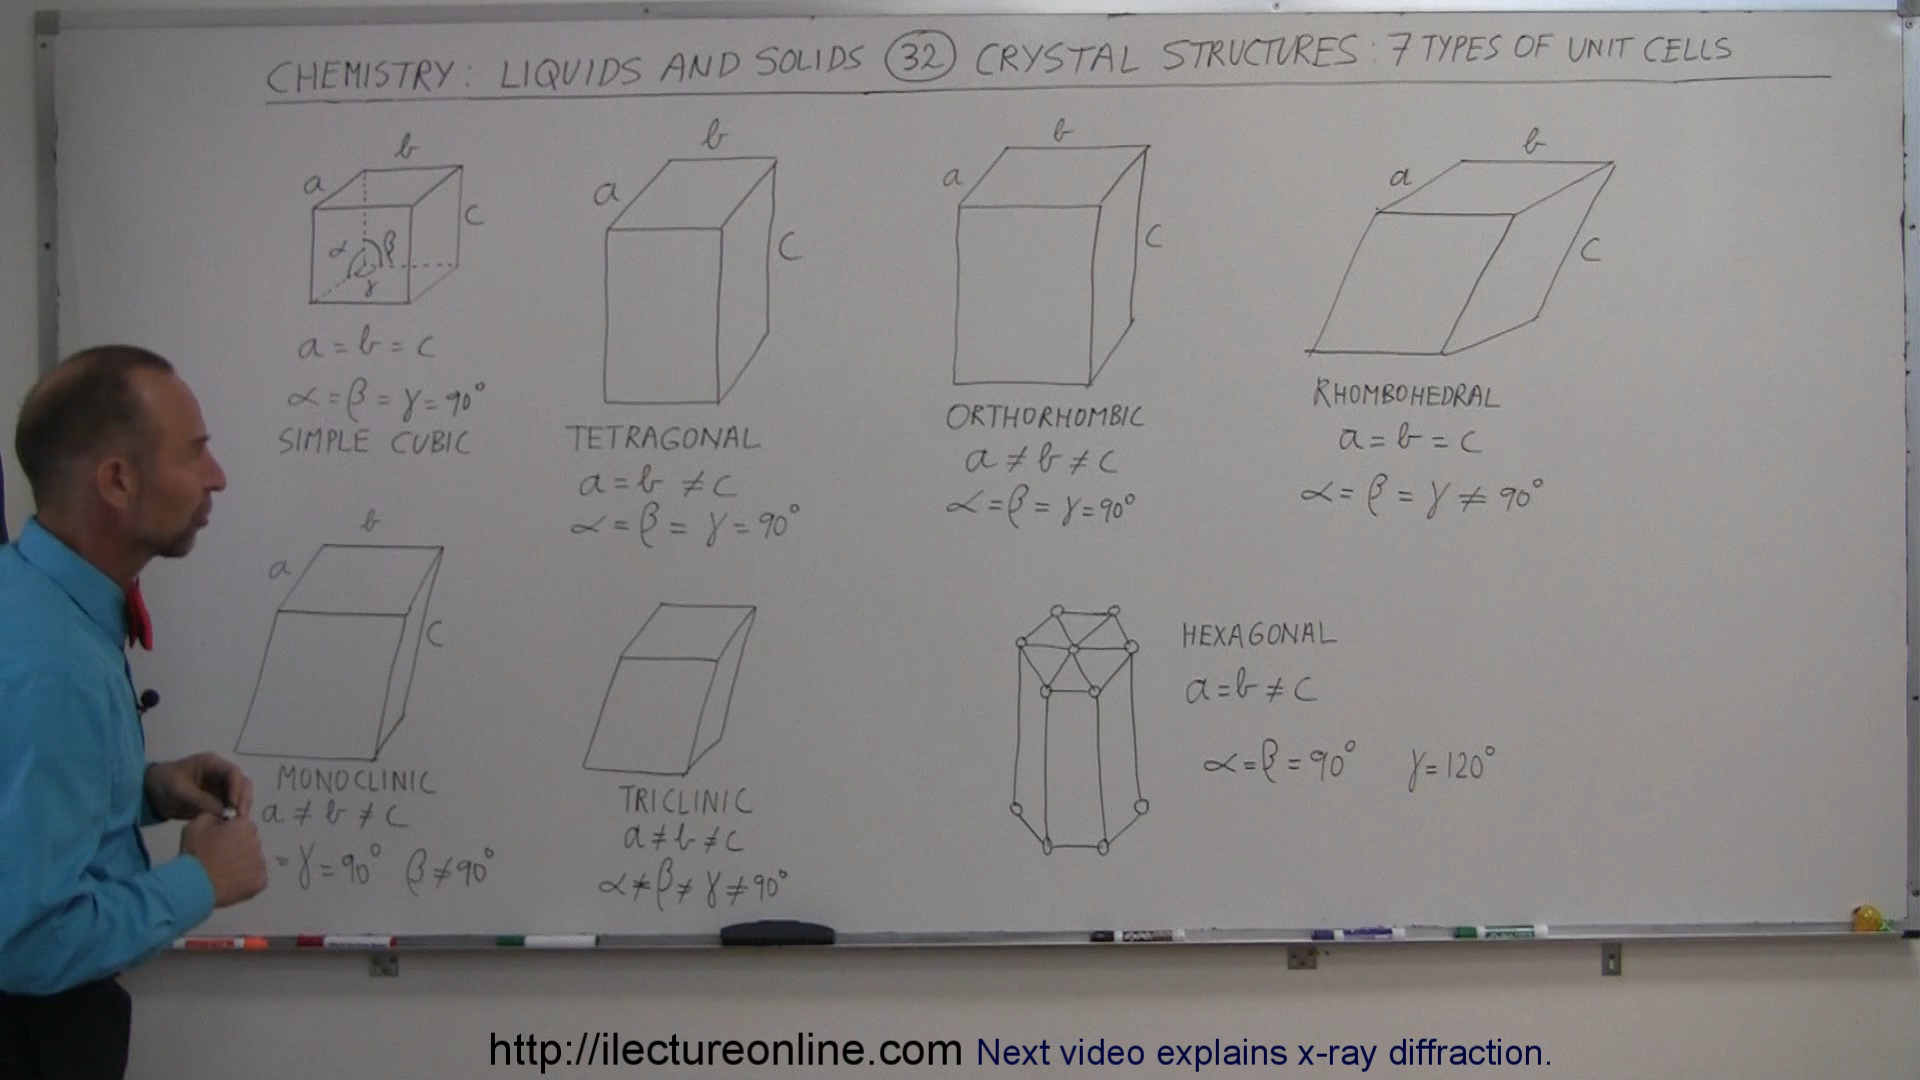 CHEMISTRY: LIQUIDS AND SOLIDS 32 CRYSTAL STRUCTURES: 7 TYPES OF UNIT CELLS
b
a
c
α β
γ
a = b = c
α = β = γ = 90°
SIMPLE CUBIC
b
a
c
TETRAGONAL
a = b ≠ c
α = β = γ = 90°
b
a
c
ORTHORHOMBIC
a ≠ b ≠ c
α = β = γ = 90°
b
a
c
RHOMBOHEDRAL
a = b = c
α = β = γ ≠ 90°
b
a
c
MONOCLINIC
a ≠ b ≠ c
= γ = 90° β ≠ 90°
TRICLINIC
a ≠ b ≠ c
α ≠ β ≠ γ ≠ 90°
HEXAGONAL
a = b ≠ c
α = β = 90° γ = 120°
http://ilectureonline.com Next video explains x-ray diffraction.